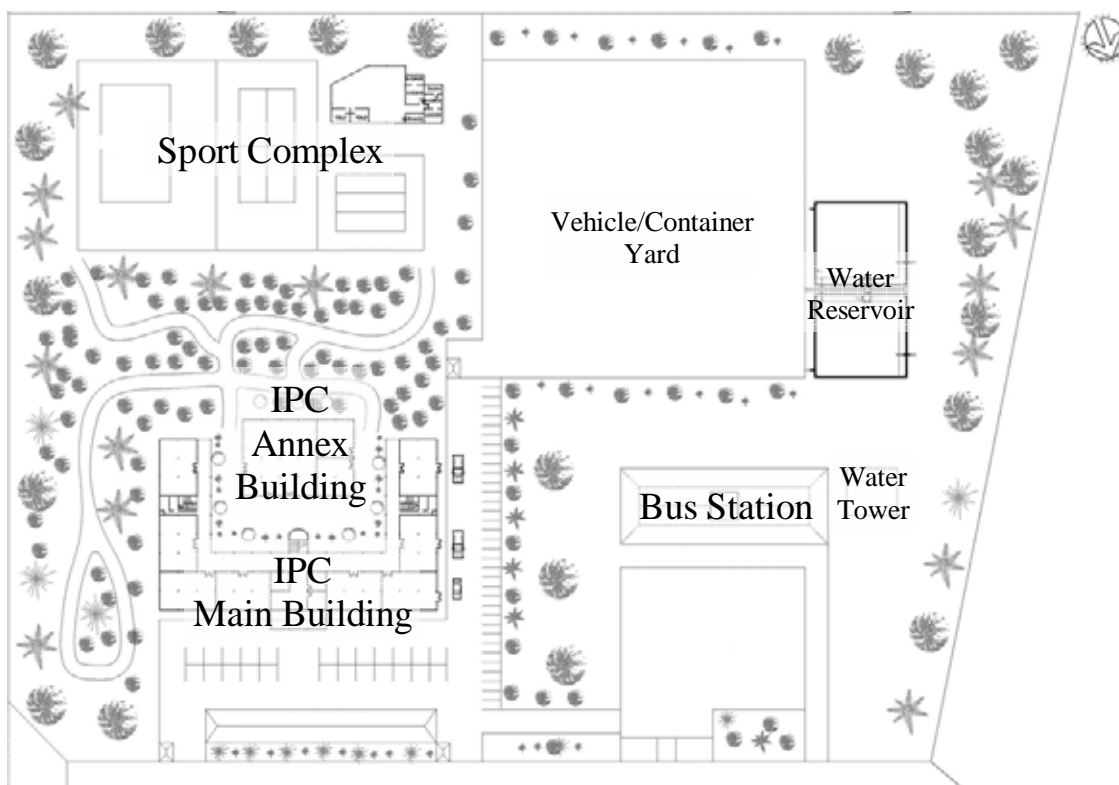 Sport Complex
Vehicle/Container
Yard
Water
Reservoir
IPC
Annex
Building
Bus Station
Water
Tower
IPC
Main Building